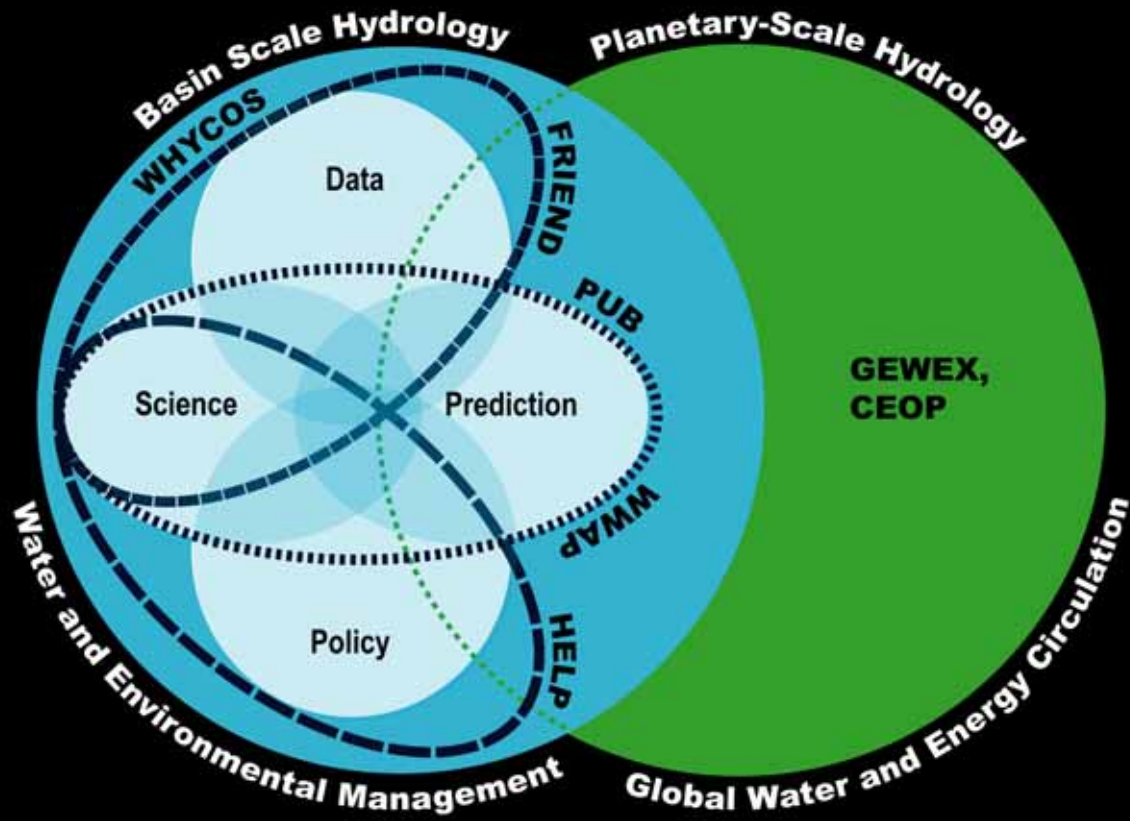 Basin Scale Hydrology
Planetary-Scale Hydrology
WHYCOS
FRIEND
Data
PUB
Science
Prediction
GEWEX,
CEOP
WWAP
Policy
HELP
Water and Environmental Management
Global Water and Energy Circulation